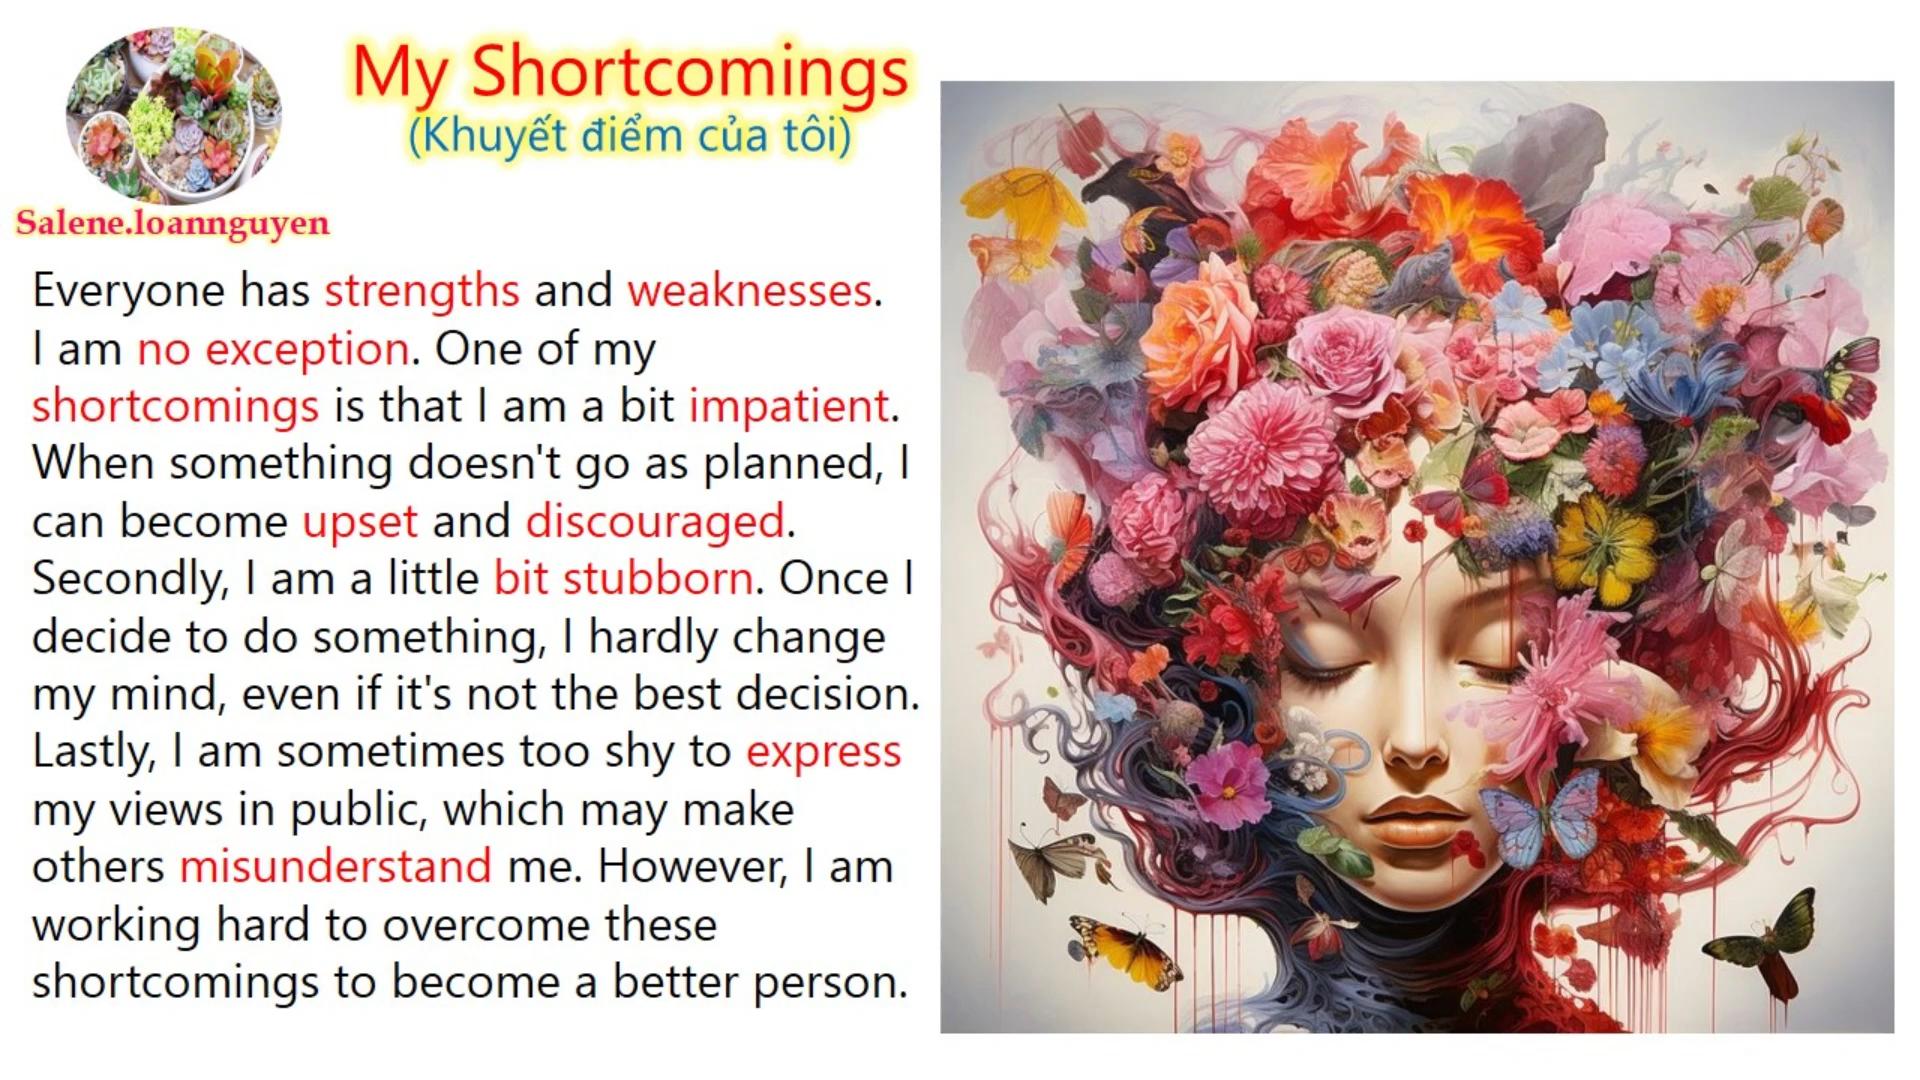 My Shortcomings
(Khuyết điểm của tôi)
Salene.loannguyen
Everyone has strengths and weaknesses.
I am no exception. One of my
shortcomings is that I am a bit impatient.
When something doesn't go as planned, I
can become upset and discouraged.
Secondly, I am a little bit stubborn. Once I
decide to do something, I hardly change
my mind, even if it's not the best decision.
Lastly, I am sometimes too shy to express
my views in public, which may make
others misunderstand me. However, I am
working hard to overcome these
shortcomings to become a better person.